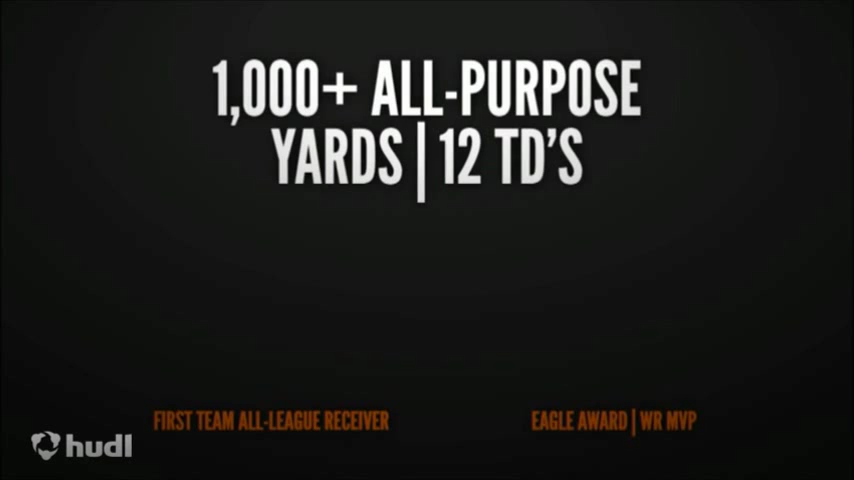 1,000+ ALL-PURPOSE
YARDS | 12 TD'S
FIRST TEAM ALL-LEAGUE RECEIVER
EAGLE AWARD | WR MVP
hudl